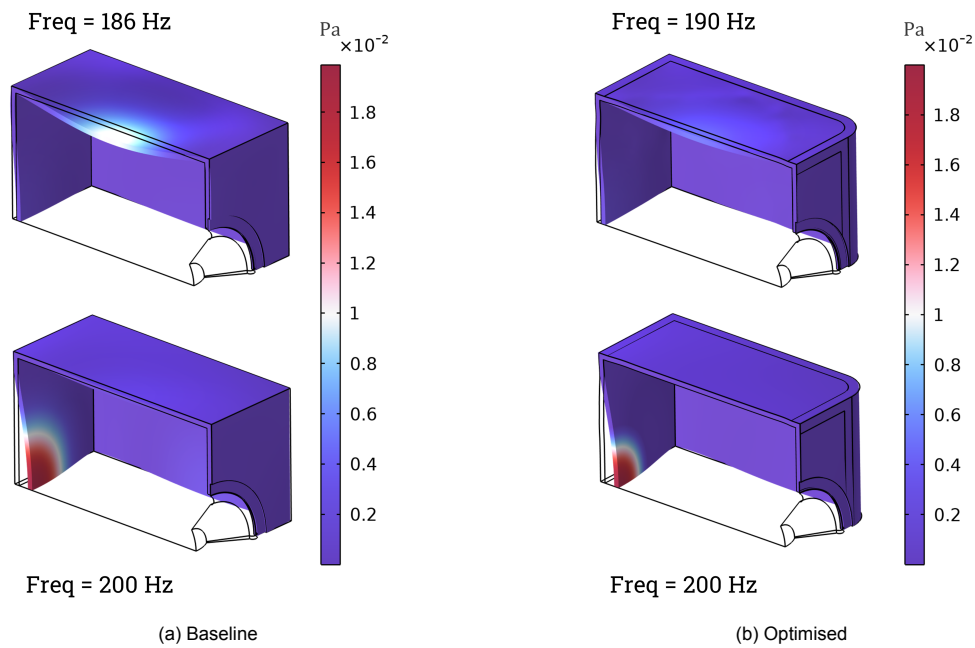 Freq = 186 Hz
Pa
×10⁻²
1.8
1.6
1.4
1.2
1
0.8
0.6
0.4
0.2
Freq = 200 Hz
(a) Baseline
Freq = 190 Hz
Pa
×10⁻²
1.8
1.6
1.4
1.2
1
0.8
0.6
0.4
0.2
Freq = 200 Hz
(b) Optimised